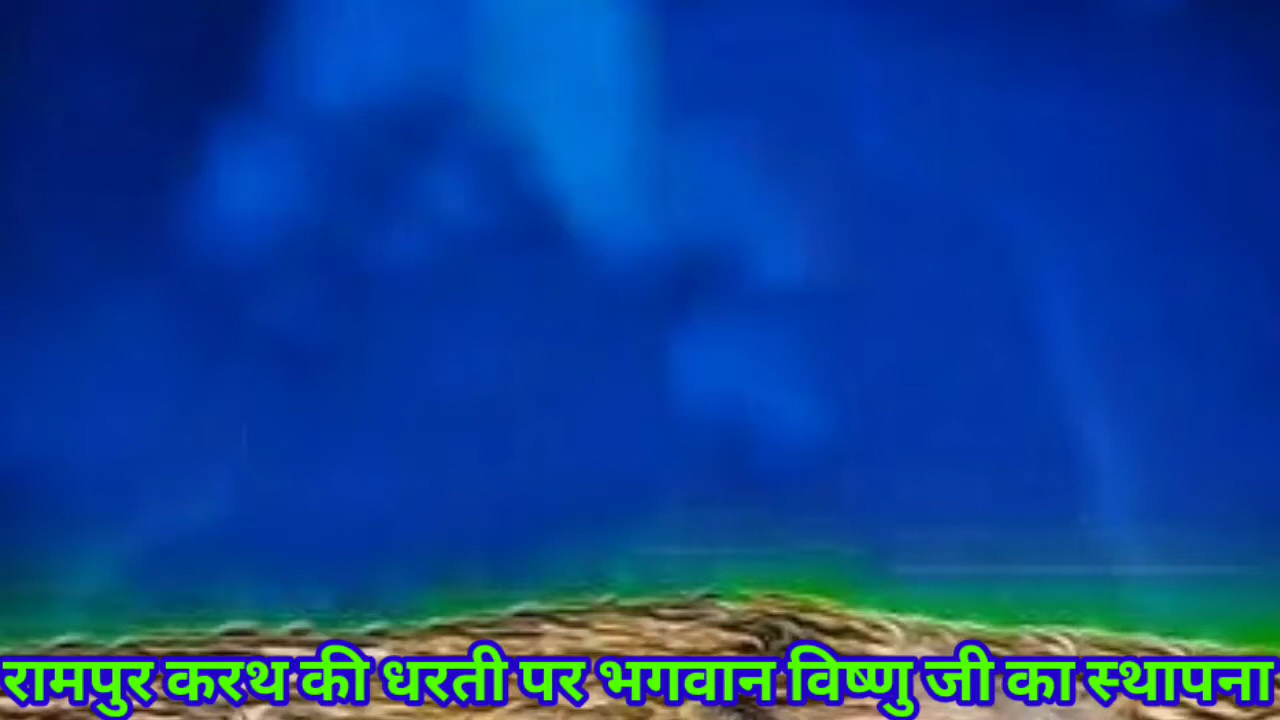 रामपुर करथ की धरती पर भगवान विष्णु जी का स्थापना